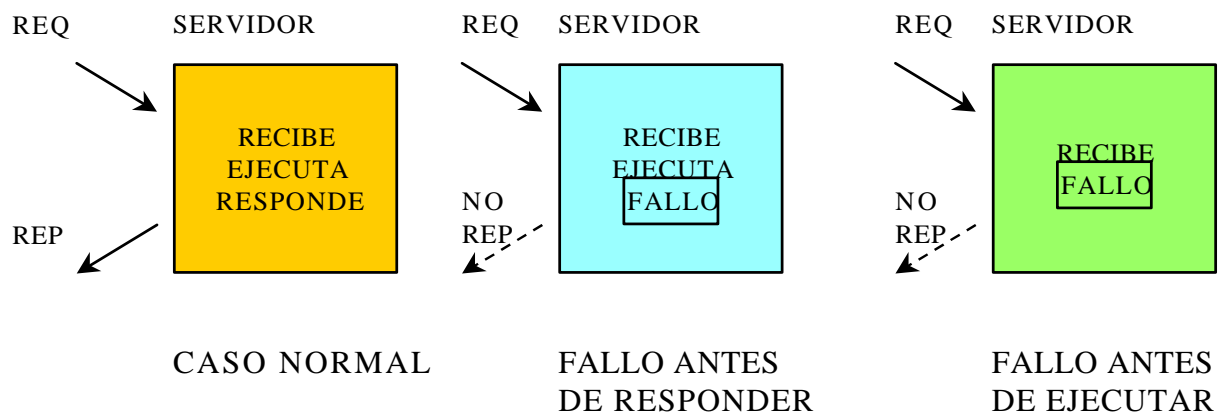 REQ SERVIDOR
RECIBE
EJECUTA
RESPONDE
REP
CASO NORMAL
REQ SERVIDOR
RECIBE
EJECUTA
FALLO
NO
REP
FALLO ANTES
DE RESPONDER
REQ SERVIDOR
RECIBE
FALLO
NO
REP
FALLO ANTES
DE EJECUTAR